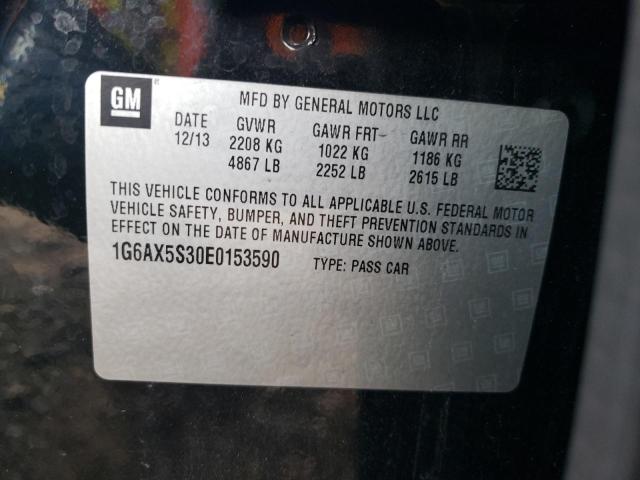 GM
MFD BY GENERAL MOTORS LLC
DATE GVWR GAWR FRT GAWR RR
12/13 2208 KG 1022 KG 1186 KG
4867 LB 2252 LB 2615 LB
THIS VEHICLE CONFORMS TO ALL APPLICABLE U.S. FEDERAL MOTOR
VEHICLE SAFETY, BUMPER, AND THEFT PREVENTION STANDARDS IN
EFFECT ON THE DATE OF MANUFACTURE SHOWN ABOVE.
1G6AX5S30E0153590 TYPE: PASS CAR